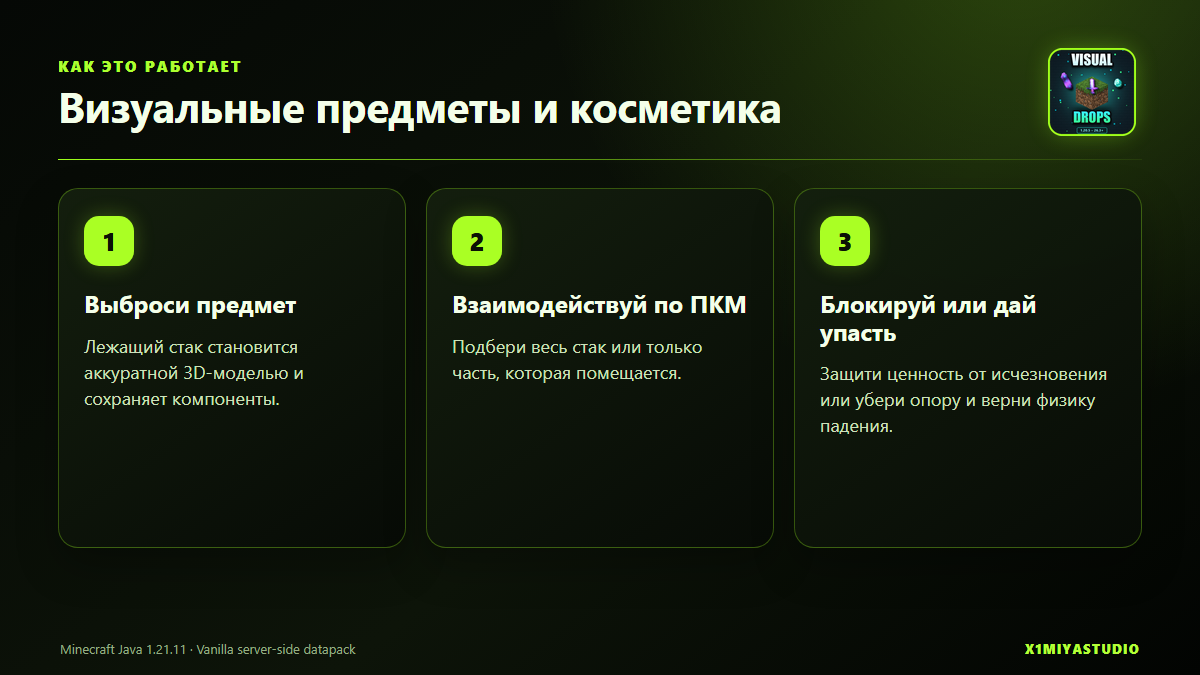 КАК ЭТО РАБОТАЕТ
Визуальные предметы и косметика
VISUAL
DROPS
1
Выброси предмет
Лежащий стак становится
аккуратной 3D-моделью и
сохраняет компоненты.
2
Взаимодействуй по ПКМ
Подбери весь стак или только
часть, которая помещается.
3
Блокируй или дай
упасть
Защити ценность от исчезновения
или убери опору и верни физику
падения.
Minecraft Java 1.21.11 · Vanilla server-side datapack
X1MIYASTUDIO